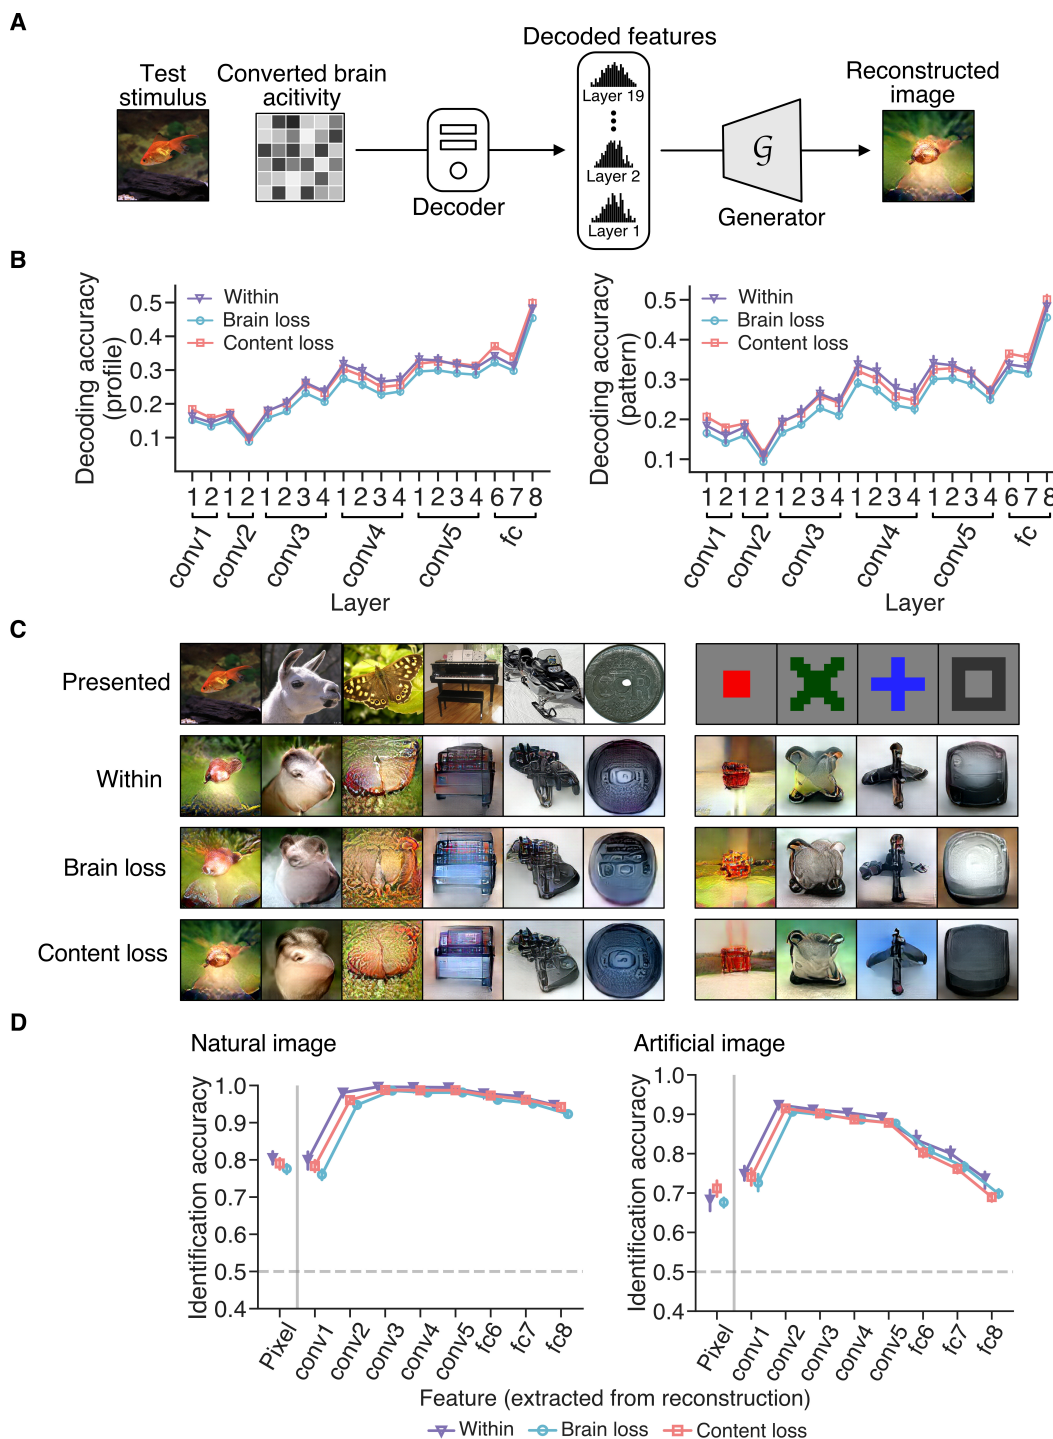 A
Test
stimulus
Converted brain
acitivity
Decoder
Decoded features
Layer 19
Layer 2
Layer 1
𝒢
Generator
Reconstructed
image
B
Decoding accuracy
(profile)
0.5
0.4
0.3
0.2
0.1
Within
Brain loss
Content loss
1 2 1 2 1 2 3 4 1 2 3 4 1 2 3 4 6 7 8
conv1 conv2 conv3 conv4 conv5 fc
Layer
Decoding accuracy
(pattern)
0.5
0.4
0.3
0.2
0.1
Within
Brain loss
Content loss
1 2 1 2 1 2 3 4 1 2 3 4 1 2 3 4 6 7 8
conv1 conv2 conv3 conv4 conv5 fc
Layer
C
Presented
Within
Brain loss
Content loss
D
Natural image
Identification accuracy
1.0
0.9
0.8
0.7
0.6
0.5
0.4
Pixel conv1 conv2 conv3 conv4 conv5 fc6 fc7 fc8
Artificial image
Identification accuracy
1.0
0.9
0.8
0.7
0.6
0.5
0.4
Pixel conv1 conv2 conv3 conv4 conv5 fc6 fc7 fc8
Feature (extracted from reconstruction)
Within Brain loss Content loss